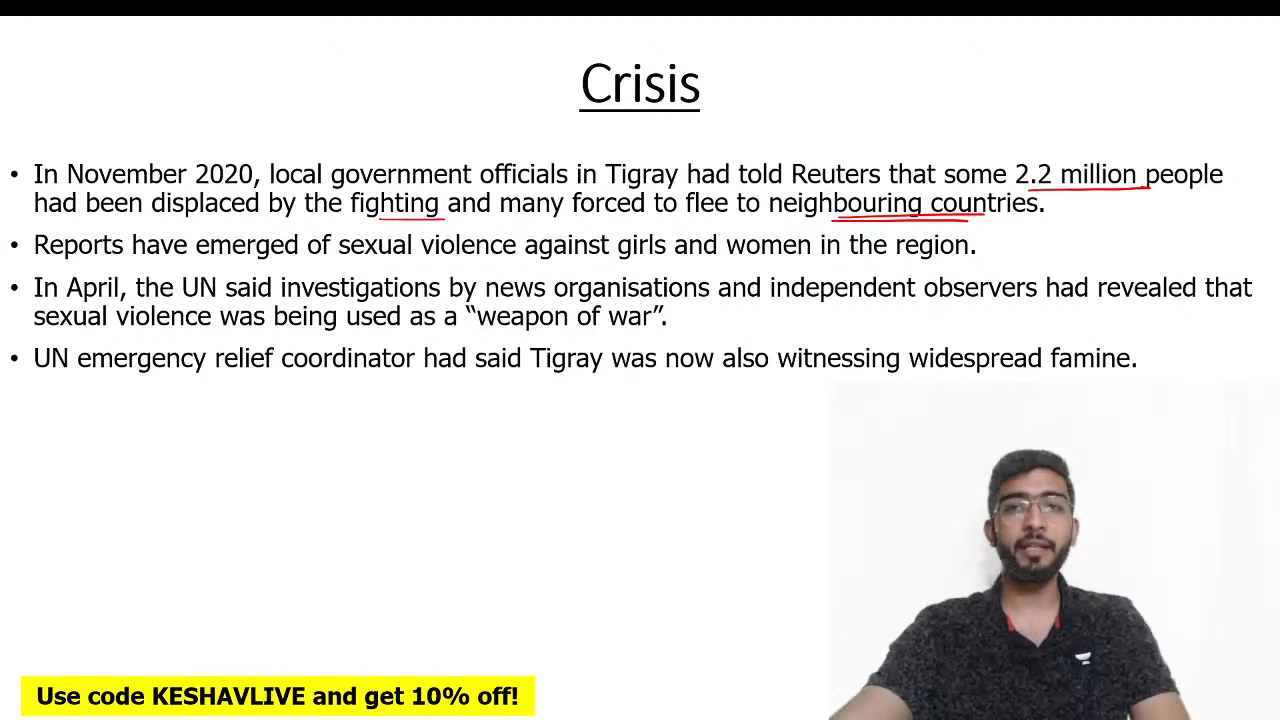 Crisis
• In November 2020, local government officials in Tigray had told Reuters that some 2.2 million people
had been displaced by the fighting and many forced to flee to neighbouring countries.
• Reports have emerged of sexual violence against girls and women in the region.
• In April, the UN said investigations by news organisations and independent observers had revealed that
sexual violence was being used as a “weapon of war”.
• UN emergency relief coordinator had said Tigray was now also witnessing widespread famine.
Use code KESHAVLIVE and get 10% off!